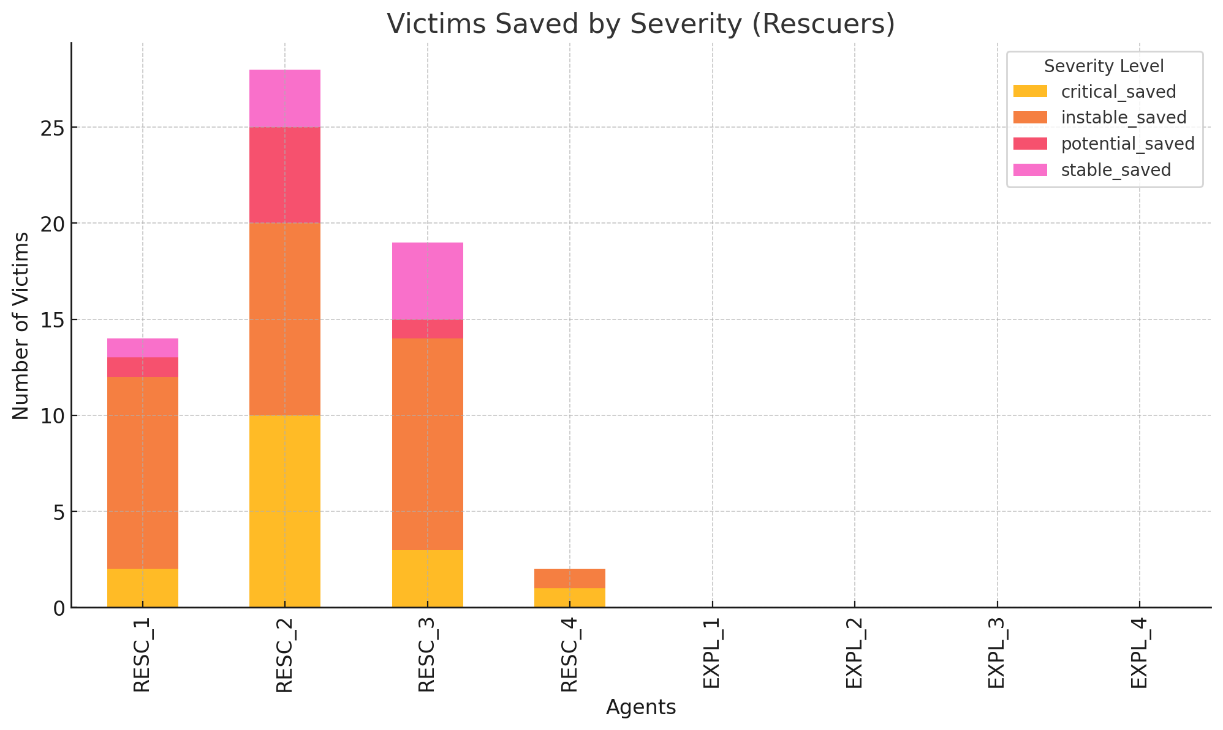 Victims Saved by Severity (Rescuers)
Severity Level
critical_saved
instable_saved
potential_saved
stable_saved
Number of Victims
25
20
15
10
5
0
RESC_1
RESC_2
RESC_3
RESC_4
EXPL_1
EXPL_2
EXPL_3
EXPL_4
Agents